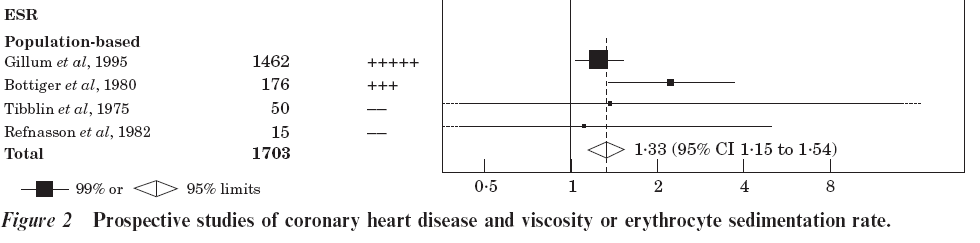 ESR
Population-based
Gillum et al, 1995 1462 +++++
Bottiger et al, 1980 176 +++
Tibblin et al, 1975 50 —
Refnasson et al, 1982 15 —
Total 1703 1·33 (95% CI 1·15 to 1·54)
0·5 1 2 4 8
99% or 95% limits
Figure 2 Prospective studies of coronary heart disease and viscosity or erythrocyte sedimentation rate.